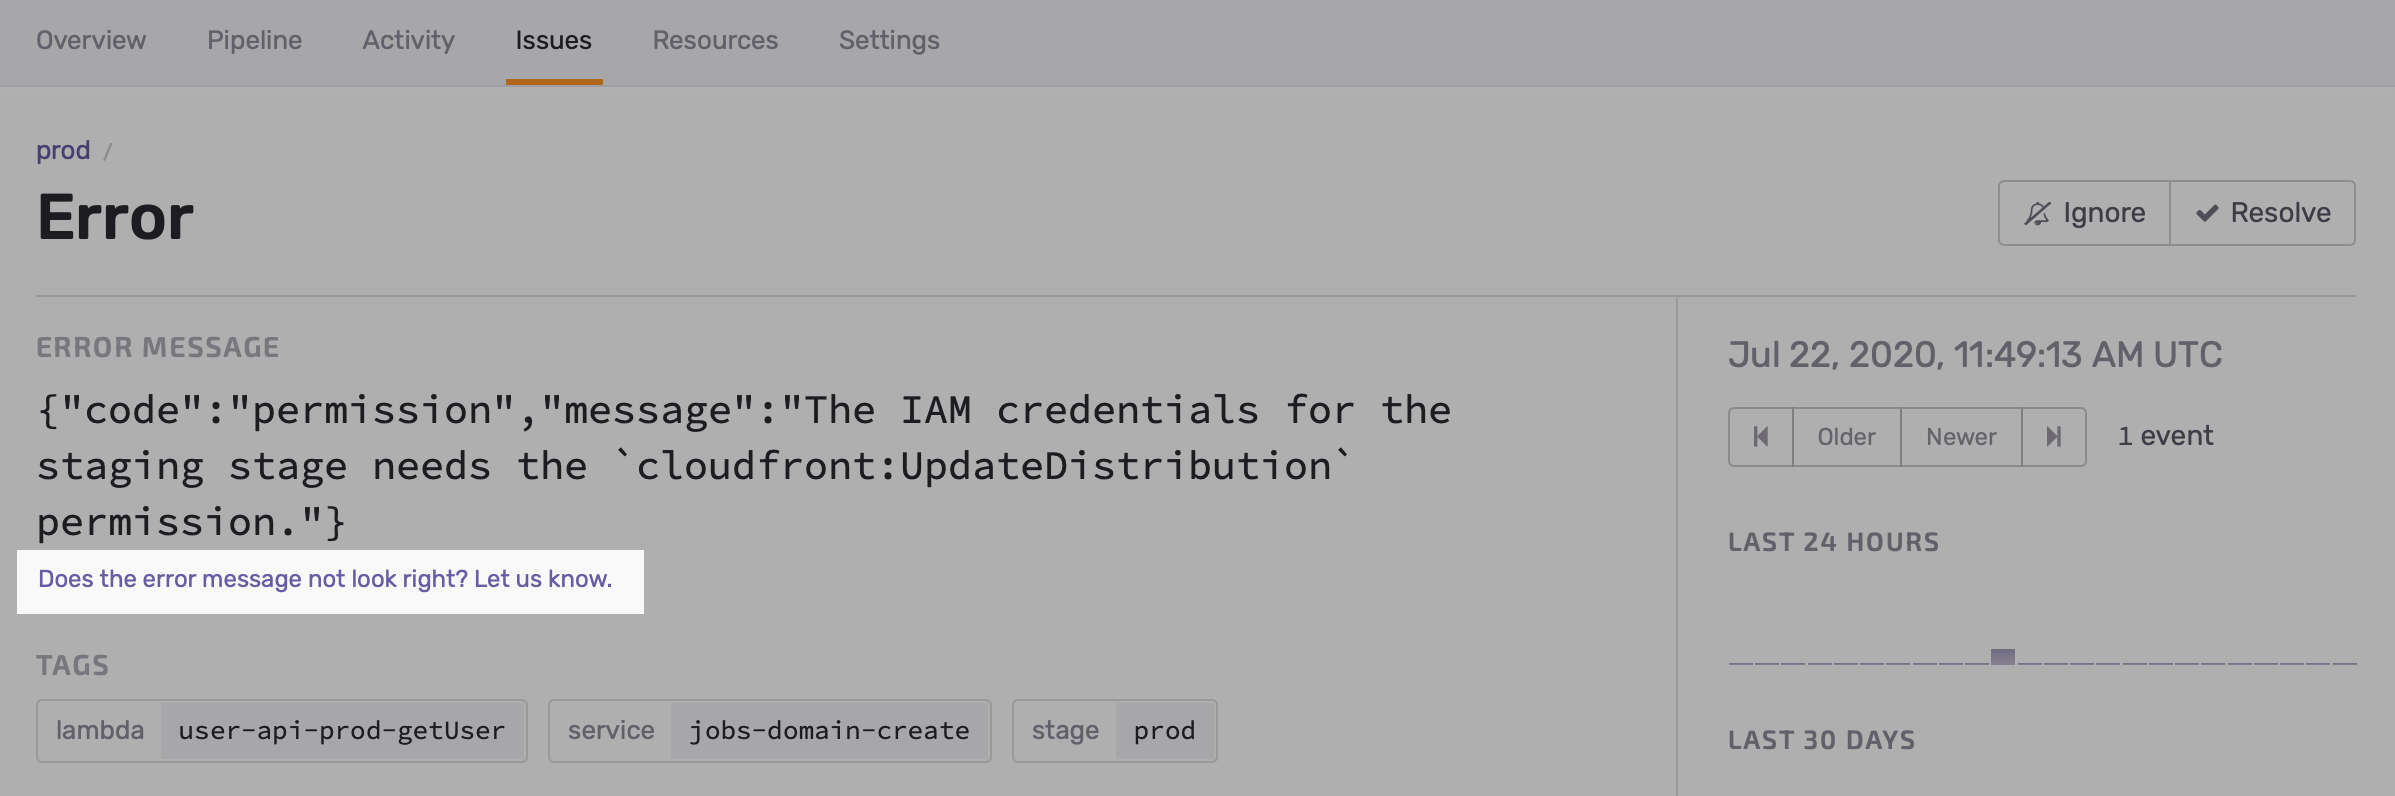 Overview Pipeline Activity Issues Resources Settings
prod /
Error
Ignore Resolve
ERROR MESSAGE
{"code":"permission","message":"The IAM credentials for the
staging stage needs the `cloudfront:UpdateDistribution`
permission."}
Does the error message not look right? Let us know.
TAGS
lambda user-api-prod-getUser service jobs-domain-create stage prod
Jul 22, 2020, 11:49:13 AM UTC
Older Newer 1 event
LAST 24 HOURS
LAST 30 DAYS